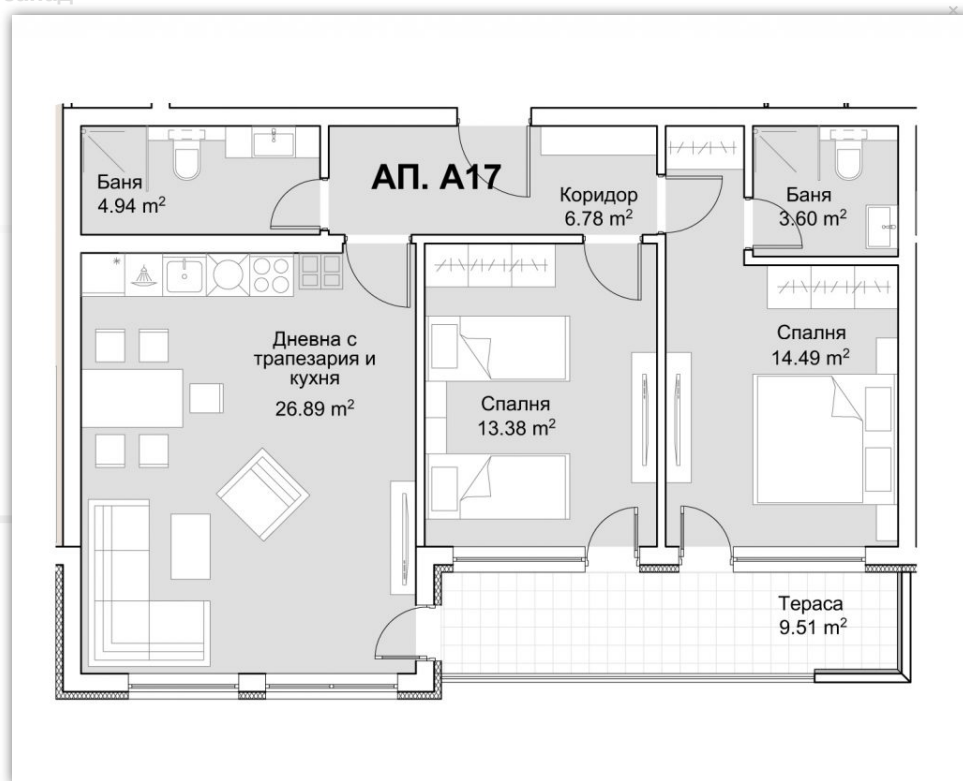 АП. А17
Баня
4.94 m²
Коридор
6.78 m²
Баня
3.60 m²
Дневна с
трапезария и
кухня
26.89 m²
Спалня
13.38 m²
Спалня
14.49 m²
Тераса
9.51 m²